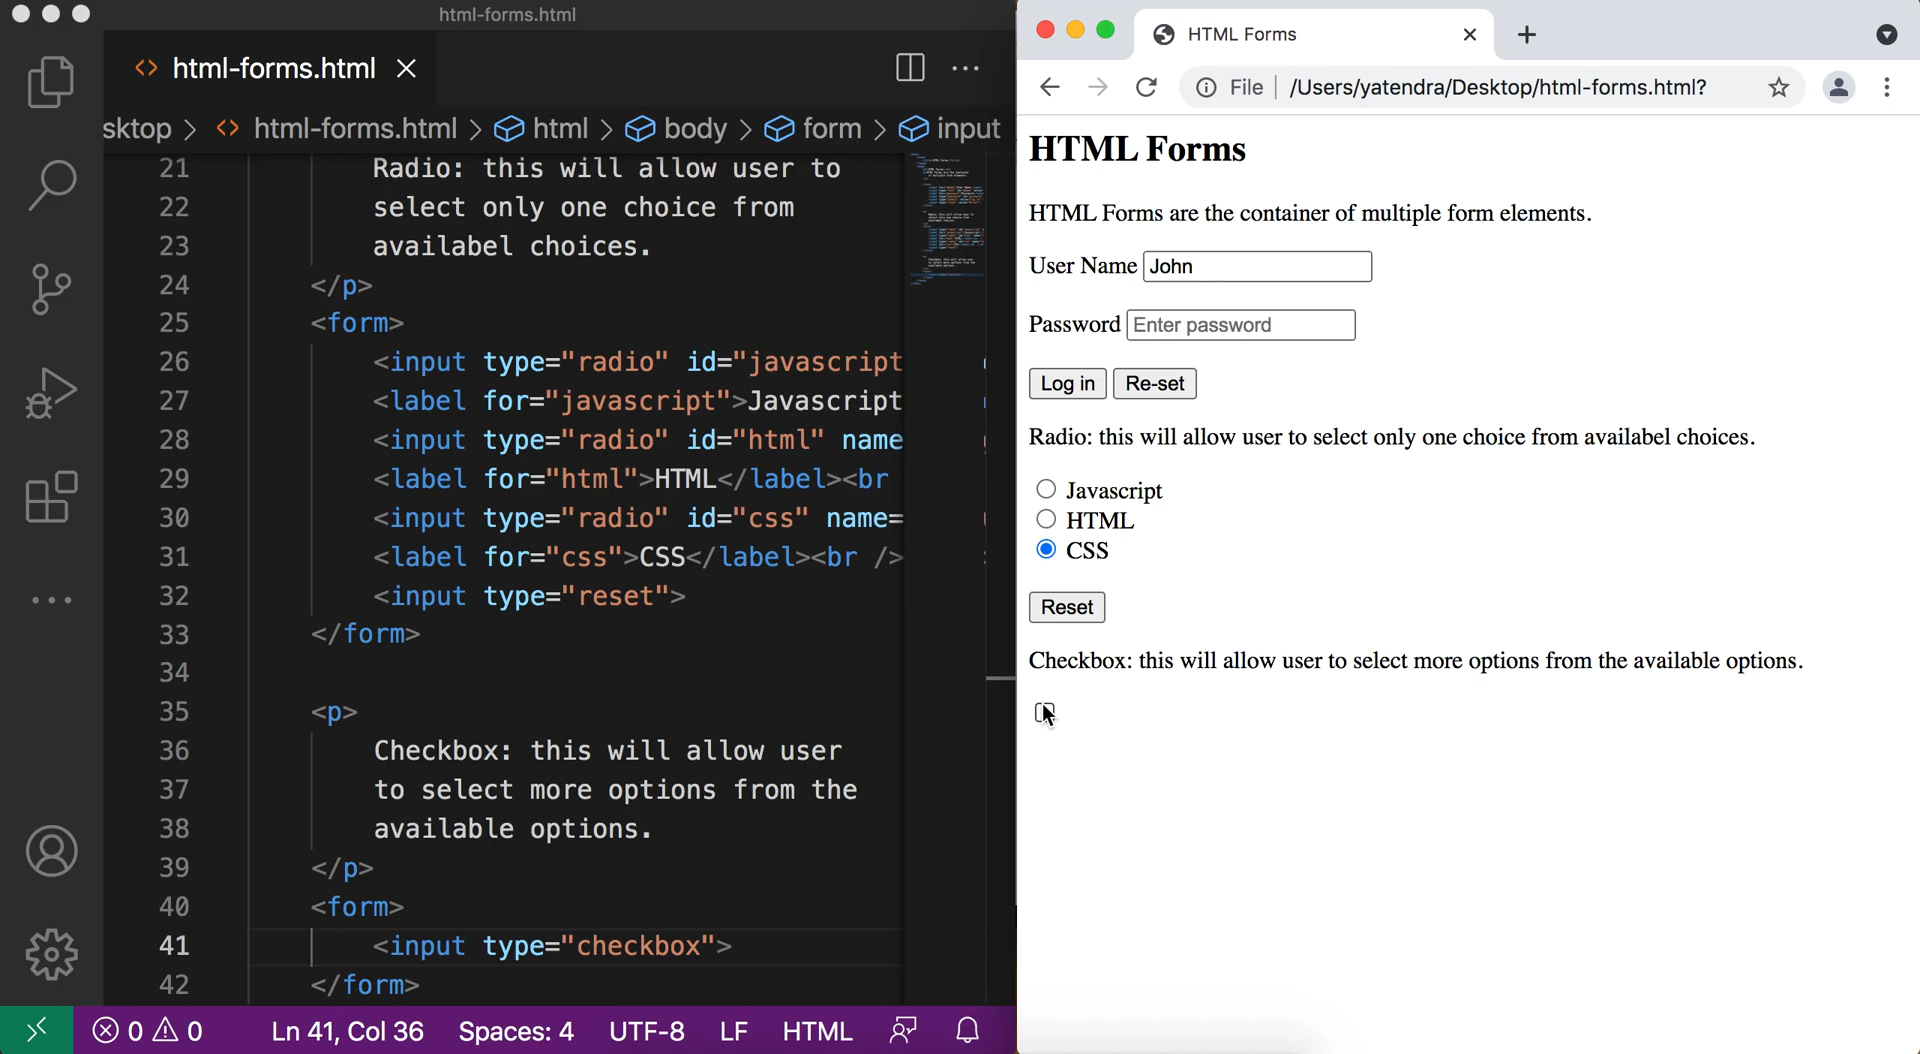 html-forms.html
html-forms.html
sktop > html-forms.html > html > body > form > input
21 Radio: this will allow user to
22 select only one choice from
23 availabel choices.
24 </p>
25 <form>
26 <input type="radio" id="javascript
27 <label for="javascript">Javascript
28 <input type="radio" id="html" name
29 <label for="html">HTML</label><br
30 <input type="radio" id="css" name=
31 <label for="css">CSS</label><br />
32 <input type="reset">
33 </form>
34
35 <p>
36 Checkbox: this will allow user
37 to select more options from the
38 available options.
39 </p>
40 <form>
41 <input type="checkbox">
42 </form>
0 0 Ln 41, Col 36 Spaces: 4 UTF-8 LF HTML
HTML Forms
File /Users/yatendra/Desktop/html-forms.html?
HTML Forms
HTML Forms are the container of multiple form elements.
User Name John
Password Enter password
Log in Re-set
Radio: this will allow user to select only one choice from availabel choices.
Javascript
HTML
CSS
Reset
Checkbox: this will allow user to select more options from the available options.